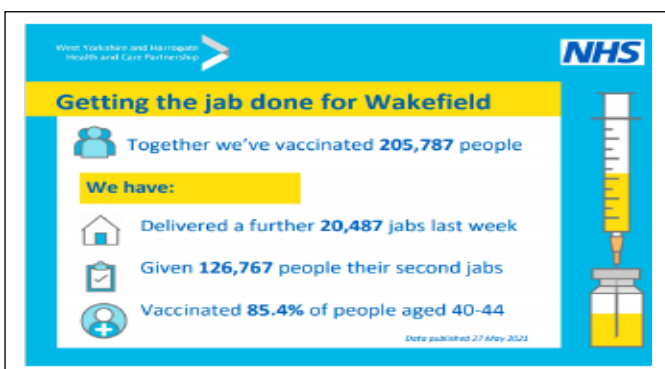 West Yorkshire and Harrogate
Health and Care Partnership
NHS
Getting the jab done for Wakefield
Together we've vaccinated 205,787 people
We have:
Delivered a further 20,487 jabs last week
Given 126,767 people their second jabs
Vaccinated 85.4% of people aged 40-44
Data published 27 May 2021